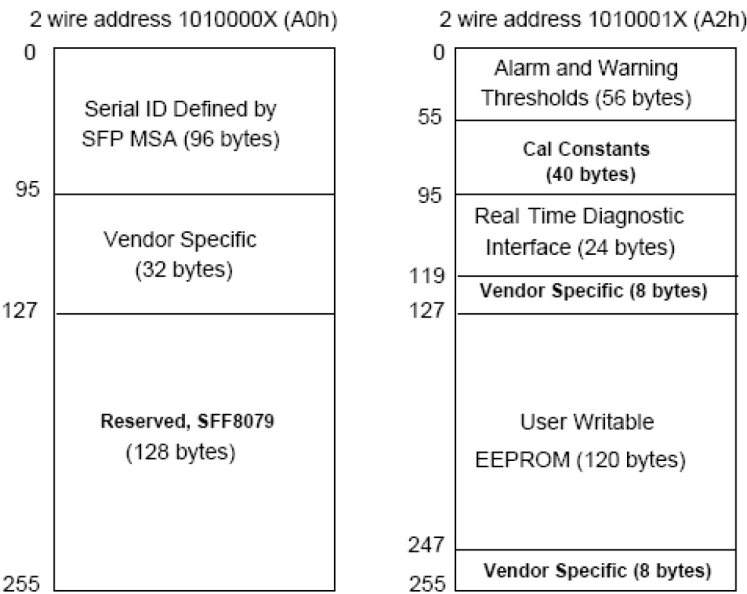 2 wire address 1010000X (A0h)
0
Serial ID Defined by
SFP MSA (96 bytes)
95
Vendor Specific
(32 bytes)
127
Reserved, SFF8079
(128 bytes)
255
2 wire address 1010001X (A2h)
0
Alarm and Warning
Thresholds (56 bytes)
55
Cal Constants
(40 bytes)
95
Real Time Diagnostic
Interface (24 bytes)
119
Vendor Specific (8 bytes)
127
User Writable
EEPROM (120 bytes)
247
Vendor Specific (8 bytes)
255